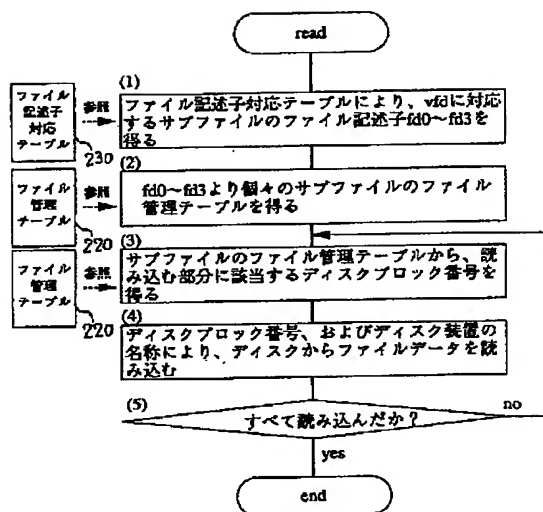 read
(1)
ファイル
記述子
対応
テーブル
参照
ファイル記述子対応テーブルにより、vfdに対応
するサブファイルのファイル記述子fd0～fd3を
得る
230
(2)
ファイル
管理
テーブル
参照
fd0～fd3より個々のサブファイルのファイル
管理テーブルを得る
220
(3)
ファイル
管理
テーブル
参照
サブファイルのファイル管理テーブルから、読
み込む部分に該当するディスクブロック番号を
得る
220
(4)
ディスクブロック番号、およびディスク装置の
名称により、ディスクからファイルデータを読
み込む
(5)
すべて読み込んだか？
no
yes
end